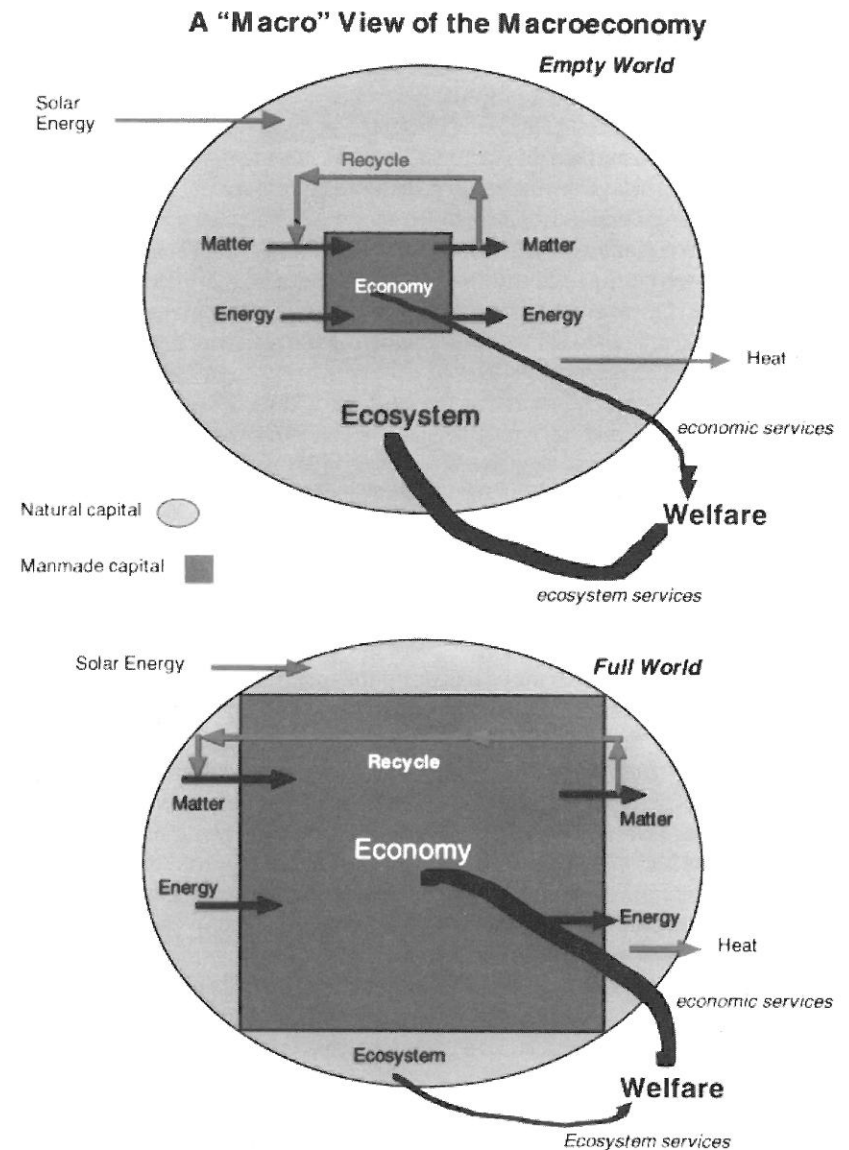 A “Macro” View of the Macroeconomy
Empty World
Solar
Energy
Recycle
Matter
Matter
Economy
Energy
Energy
Heat
Ecosystem
economic services
Natural capital
Welfare
Manmade capital
ecosystem services
Solar Energy
Full World
Recycle
Matter
Matter
Economy
Energy
Energy
Heat
economic services
Ecosystem
Welfare
Ecosystem services